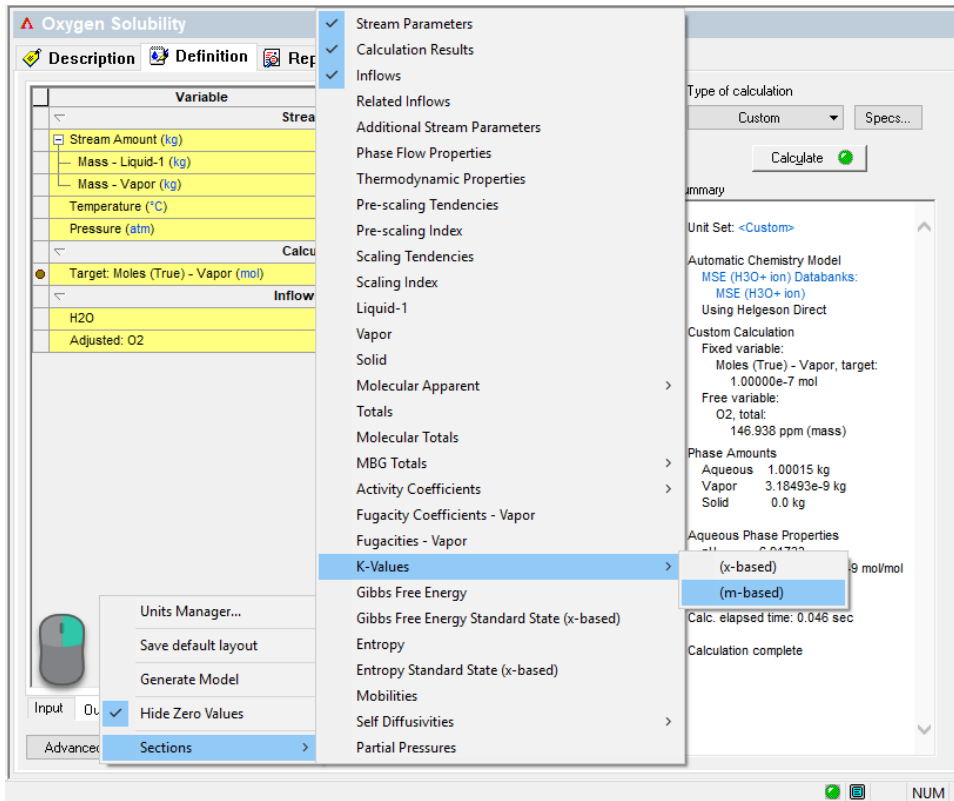 Oxygen Solubility
Description
Definition
Rep
Variable
Strea
Stream Amount (kg)
Mass - Liquid-1 (kg)
Mass - Vapor (kg)
Temperature (°C)
Pressure (atm)
Calcu
Target: Moles (True) - Vapor (mol)
Inflow
H2O
Adjusted: O2
Input
Ou
Advanced
Units Manager...
Save default layout
Generate Model
Hide Zero Values
Sections
Stream Parameters
Calculation Results
Inflows
Related Inflows
Additional Stream Parameters
Phase Flow Properties
Thermodynamic Properties
Pre-scaling Tendencies
Pre-scaling Index
Scaling Tendencies
Scaling Index
Liquid-1
Vapor
Solid
Molecular Apparent
Totals
Molecular Totals
MBG Totals
Activity Coefficients
Fugacity Coefficients - Vapor
Fugacities - Vapor
K-Values
Gibbs Free Energy
Gibbs Free Energy Standard State (x-based)
Entropy
Entropy Standard State (x-based)
Mobilities
Self Diffusivities
Partial Pressures
(x-based)
(m-based)
Type of calculation
Custom
Specs...
Calculate
ummary
Unit Set: <Custom>
Automatic Chemistry Model
MSE (H3O+ ion) Databanks:
MSE (H3O+ ion)
Using Helgeson Direct
Custom Calculation
Fixed variable:
Moles (True) - Vapor, target:
1.00000e-7 mol
Free variable:
O2, total:
146.938 ppm (mass)
Phase Amounts
Aqueous 1.00015 kg
Vapor 3.18493e-9 kg
Solid 0.0 kg
Aqueous Phase Properties
9 mol/mol
Calc. elapsed time: 0.046 sec
Calculation complete
NUM